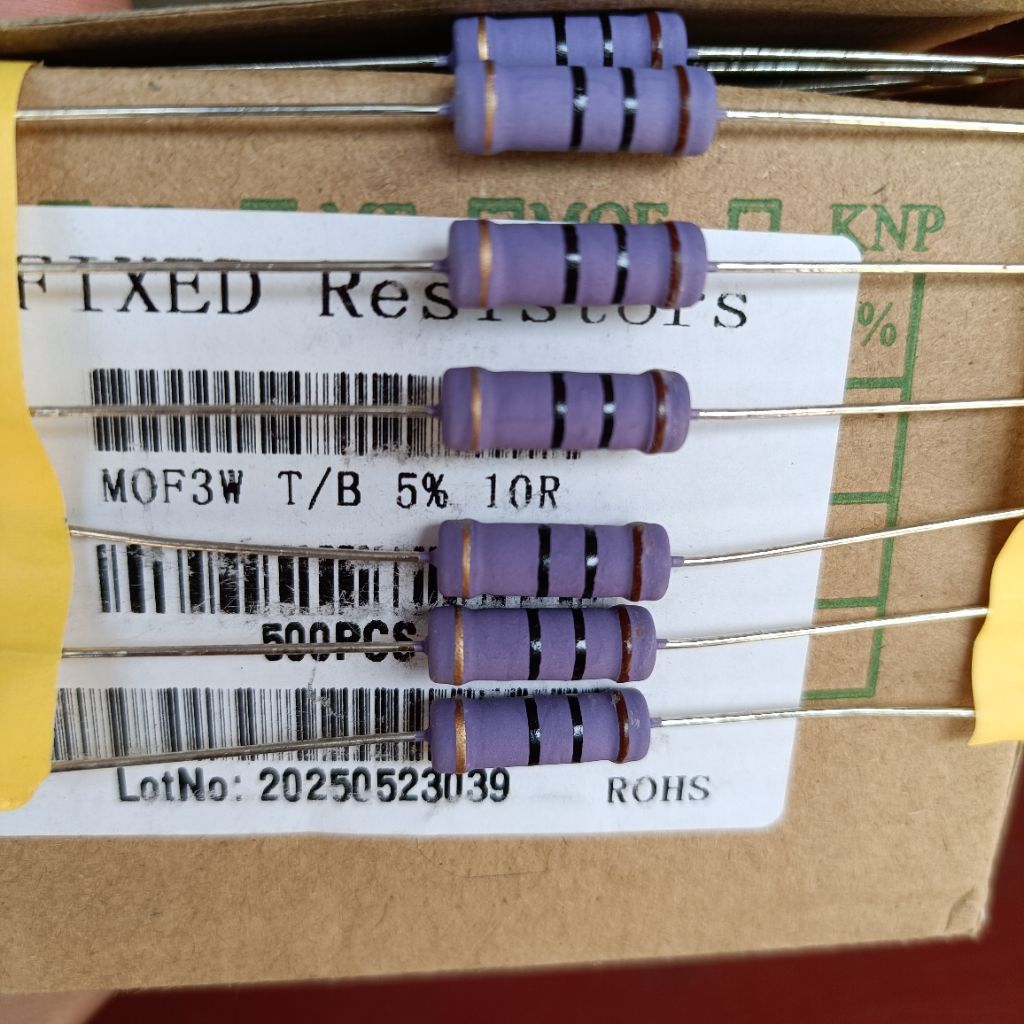 MOF KNP
FIXED Resistors
%
MOF3W T/B 5% 10R
500PCS
LotNo: 20250523039 ROHS